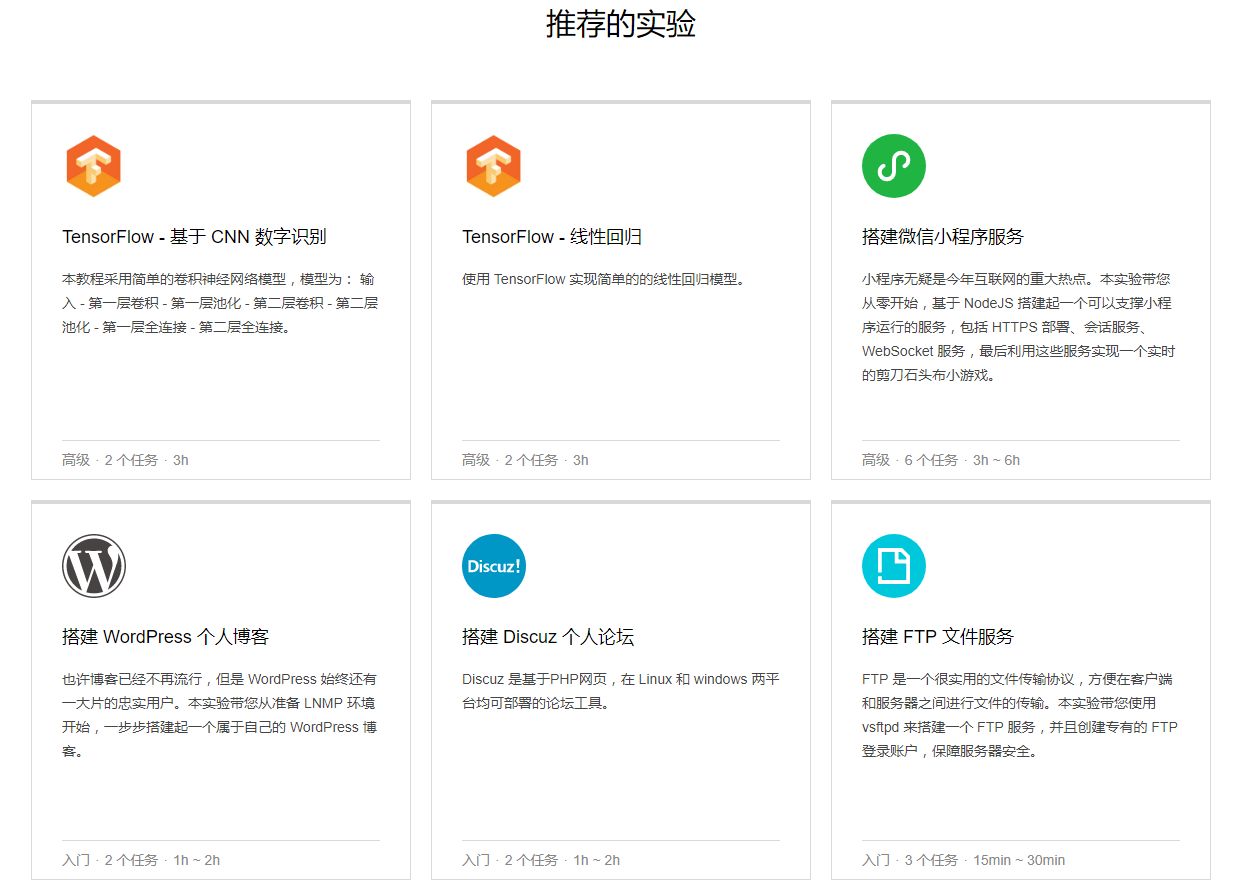 推荐的实验
TensorFlow - 基于 CNN 数字识别
本教程采用简单的卷积神经网络模型，模型为： 输
入 - 第一层卷积 - 第一层池化 - 第二层卷积 - 第二层
池化 - 第一层全连接 - 第二层全连接。
高级 · 2 个任务 · 3h
TensorFlow - 线性回归
使用 TensorFlow 实现简单的的线性回归模型。
高级 · 2 个任务 · 3h
搭建微信小程序服务
小程序无疑是今年互联网的重大热点。本实验带您
从零开始，基于 NodeJS 搭建起一个可以支撑小程
序运行的服务，包括 HTTPS 部署、会话服务、
WebSocket 服务，最后利用这些服务实现一个实时
的剪刀石头布小游戏。
高级 · 6 个任务 · 3h ~ 6h
W
搭建 WordPress 个人博客
也许博客已经不再流行，但是 WordPress 始终还有
一大片的忠实用户。本实验带您从准备 LNMP 环境
开始，一步步搭建起一个属于自己的 WordPress 博
客。
入门 · 2 个任务 · 1h ~ 2h
Discuz!
搭建 Discuz 个人论坛
Discuz 是基于PHP网页，在 Linux 和 windows 两平
台均可部署的论坛工具。
入门 · 2 个任务 · 1h ~ 2h
搭建 FTP 文件服务
FTP 是一个很实用的文件传输协议，方便在客户端
和服务器之间进行文件的传输。本实验带您使用
vsftpd 来搭建一个 FTP 服务，并且创建专有的 FTP
登录账户，保障服务器安全。
入门 · 3 个任务 · 15min ~ 30min